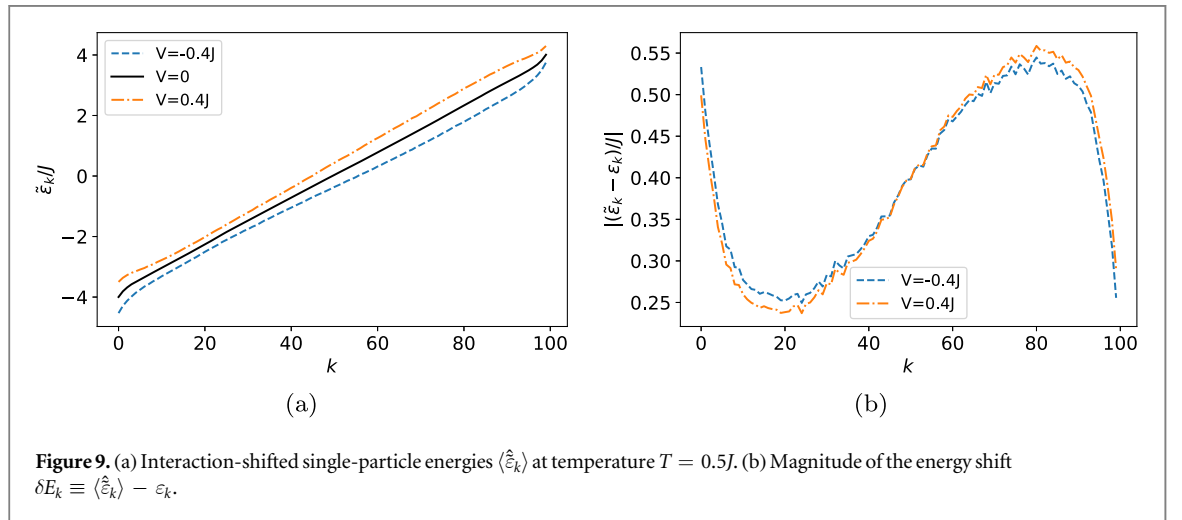 4
2
0
−2
−4
ε̃ₖ/J
V=-0.4J
V=0
V=0.4J
0 20 40 60 80 100
k
(a)
0.55
0.50
0.45
0.40
0.35
0.30
0.25
|(ε̃ₖ − εₖ)/J|
V=-0.4J
V=0.4J
0 20 40 60 80 100
k
(b)
Figure 9. (a) Interaction-shifted single-particle energies ⟨ε̃̂ₖ⟩ at temperature T = 0.5J. (b) Magnitude of the energy shift
δEₖ ≡ ⟨ε̃̂ₖ⟩ − εₖ.